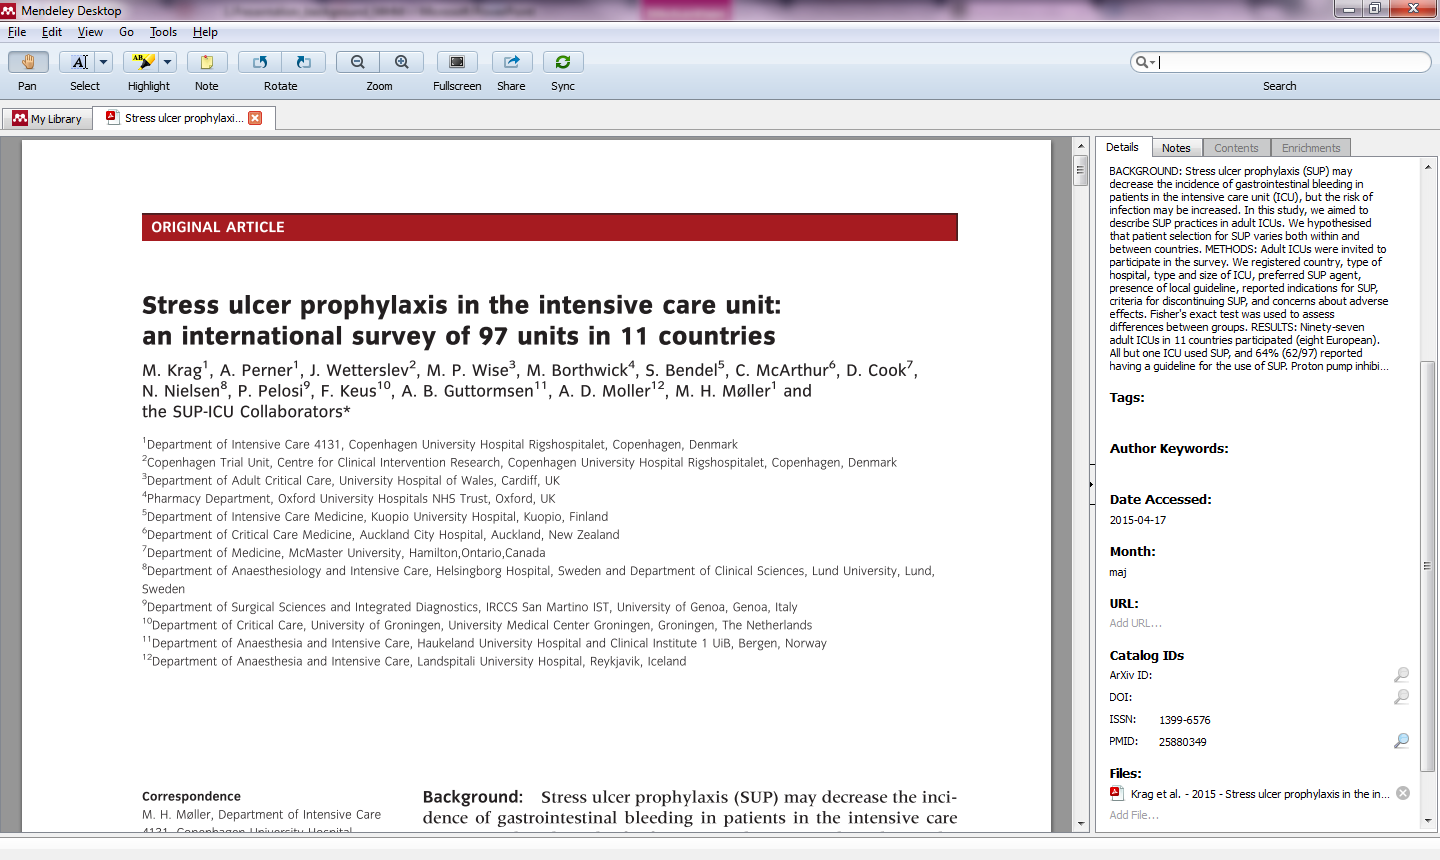 Mendeley Desktop
File Edit View Go Tools Help
Pan Select Highlight Note Rotate Zoom Fullscreen Share Sync Search
My Library Stress ulcer prophylaxi...
ORIGINAL ARTICLE
Stress ulcer prophylaxis in the intensive care unit:
an international survey of 97 units in 11 countries
M. Krag1, A. Perner1, J. Wetterslev2, M. P. Wise3, M. Borthwick4, S. Bendel5, C. McArthur6, D. Cook7,
N. Nielsen8, P. Pelosi9, F. Keus10, A. B. Guttormsen11, A. D. Moller12, M. H. Møller1 and
the SUP-ICU Collaborators*
1Department of Intensive Care 4131, Copenhagen University Hospital Rigshospitalet, Copenhagen, Denmark
2Copenhagen Trial Unit, Centre for Clinical Intervention Research, Copenhagen University Hospital Rigshospitalet, Copenhagen, Denmark
3Department of Adult Critical Care, University Hospital of Wales, Cardiff, UK
4Pharmacy Department, Oxford University Hospitals NHS Trust, Oxford, UK
5Department of Intensive Care Medicine, Kuopio University Hospital, Kuopio, Finland
6Department of Critical Care Medicine, Auckland City Hospital, Auckland, New Zealand
7Department of Medicine, McMaster University, Hamilton,Ontario,Canada
8Department of Anaesthesiology and Intensive Care, Helsingborg Hospital, Sweden and Department of Clinical Sciences, Lund University, Lund,
Sweden
9Department of Surgical Sciences and Integrated Diagnostics, IRCCS San Martino IST, University of Genoa, Genoa, Italy
10Department of Critical Care, University of Groningen, University Medical Center Groningen, Groningen, The Netherlands
11Department of Anaesthesia and Intensive Care, Haukeland University Hospital and Clinical Institute 1 UiB, Bergen, Norway
12Department of Anaesthesia and Intensive Care, Landspitali University Hospital, Reykjavik, Iceland
Correspondence
M. H. Møller, Department of Intensive Care
4131, Copenhagen University Hospital
Background: Stress ulcer prophylaxis (SUP) may decrease the inci-
dence of gastrointestinal bleeding in patients in the intensive care
Details Notes Contents Enrichments
BACKGROUND: Stress ulcer prophylaxis (SUP) may
decrease the incidence of gastrointestinal bleeding in
patients in the intensive care unit (ICU), but the risk of
infection may be increased. In this study, we aimed to
describe SUP practices in adult ICUs. We hypothesised
that patient selection for SUP varies both within and
between countries. METHODS: Adult ICUs were invited to
participate in the survey. We registered country, type of
hospital, type and size of ICU, preferred SUP agent,
presence of local guideline, reported indications for SUP,
criteria for discontinuing SUP, and concerns about adverse
effects. Fisher's exact test was used to assess
differences between groups. RESULTS: Ninety-seven
adult ICUs in 11 countries participated (eight European).
All but one ICU used SUP, and 64% (62/97) reported
having a guideline for the use of SUP. Proton pump inhibi...
Tags:
Author Keywords:
Date Accessed:
2015-04-17
Month:
maj
URL:
Add URL...
Catalog IDs
ArXiv ID:
DOI:
ISSN: 1399-6576
PMID: 25880349
Files:
Krag et al. - 2015 - Stress ulcer prophylaxis in the in...
Add File...